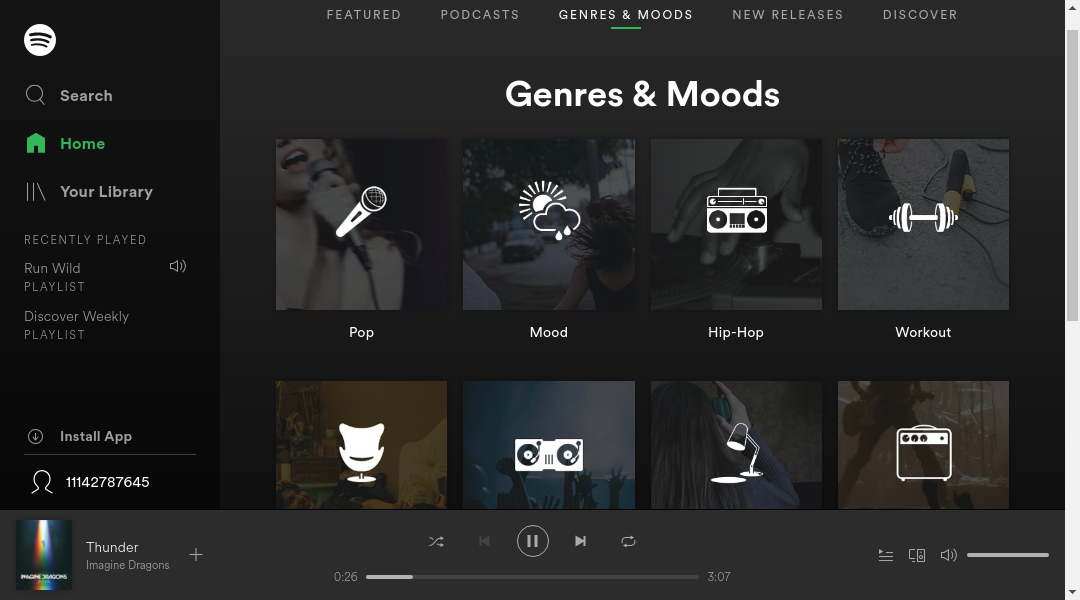 FEATURED
PODCASTS
GENRES & MOODS
NEW RELEASES
DISCOVER
Search
Home
Your Library
RECENTLY PLAYED
Run Wild
PLAYLIST
Discover Weekly
PLAYLIST
Install App
11142787645
Genres & Moods
Pop
Mood
Hip-Hop
Workout
IMAGINE DRAGONS
Thunder
Imagine Dragons
0:26
3:07